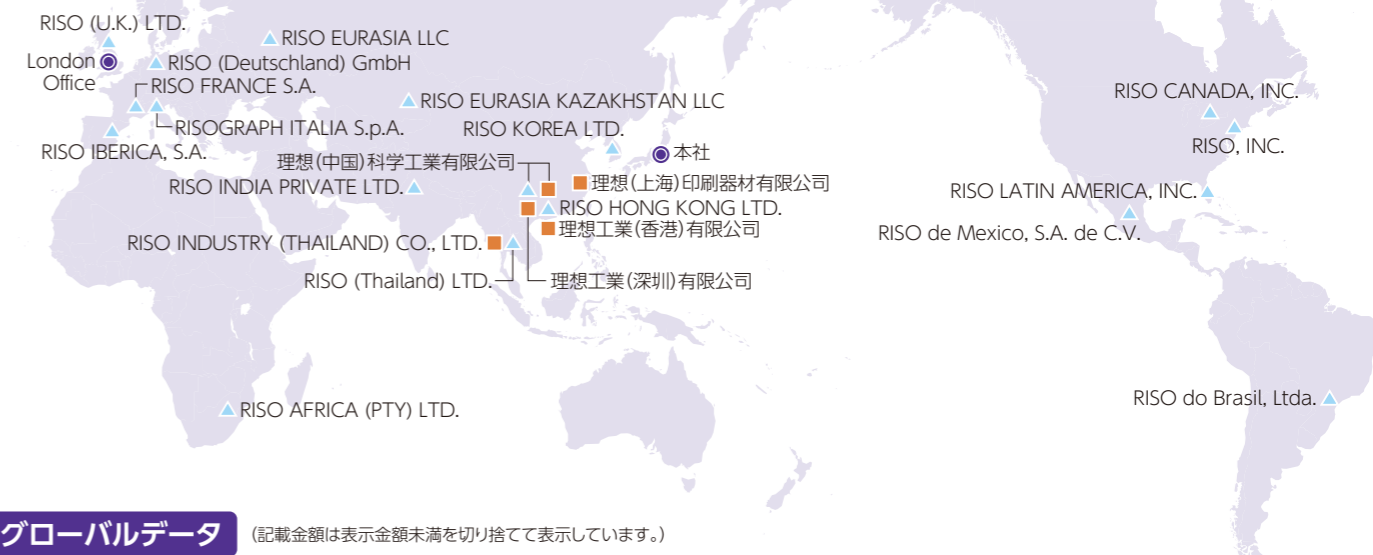 RISO (U.K.) LTD.
RISO EURASIA LLC
London
Office
RISO (Deutschland) GmbH
RISO FRANCE S.A.
RISO EURASIA KAZAKHSTAN LLC
RISO CANADA, INC.
RISOGRAPH ITALIA S.p.A.
RISO KOREA LTD.
RISO, INC.
RISO IBERICA, S.A.
本社
理想(中国)科学工業有限公司
RISO INDIA PRIVATE LTD.
理想(上海)印刷器材有限公司
RISO LATIN AMERICA, INC.
RISO HONG KONG LTD.
理想工業(香港)有限公司
RISO de Mexico, S.A. de C.V.
RISO INDUSTRY (THAILAND) CO., LTD.
RISO (Thailand) LTD.
理想工業(深圳)有限公司
RISO do Brasil, Ltda.
RISO AFRICA (PTY) LTD.
グローバルデータ
(記載金額は表示金額未満を切り捨てて表示しています。)